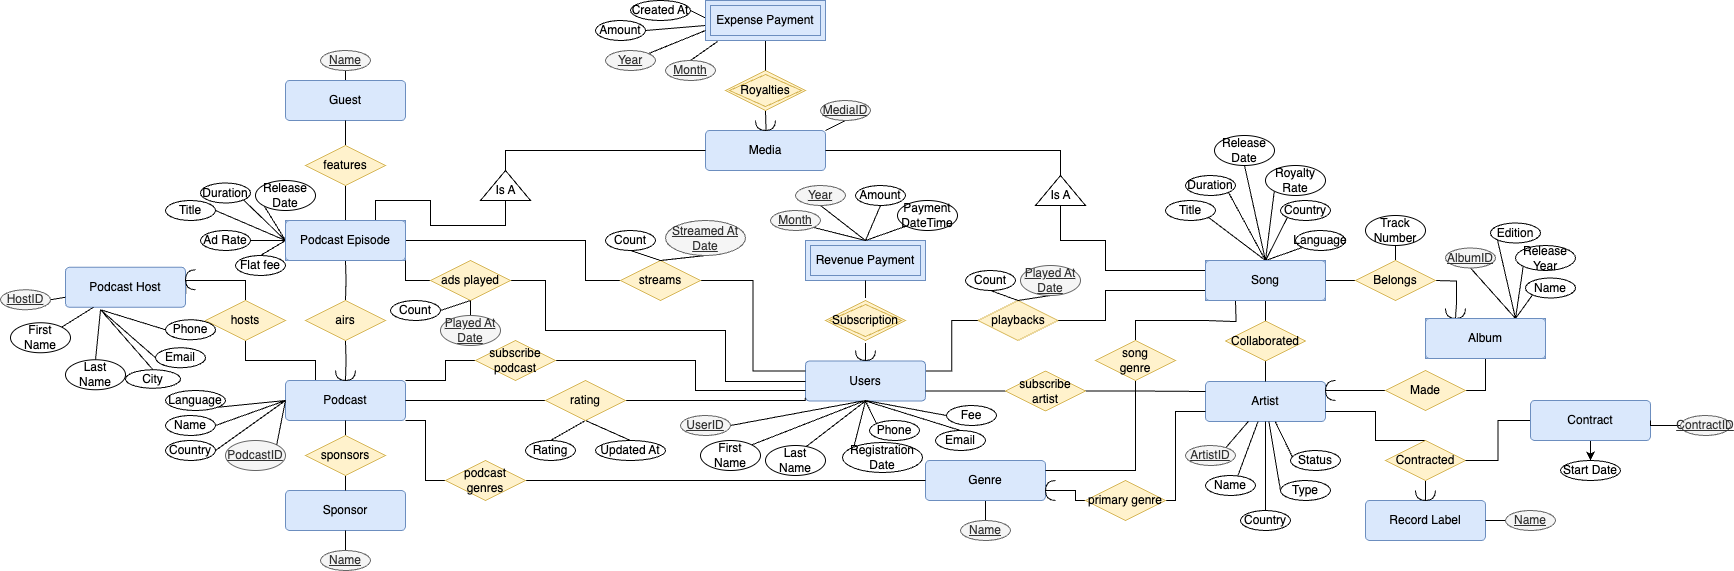 Created At
Expense Payment
Amount
Year
Month
Name
Royalties
Guest
MediaID
Media
features
Is A
Is A
Release
Date
Duration
Release
Date
Title
Ad Rate
Flat fee
Podcast Episode
Year
Amount
Month
Payment
DateTime
Revenue Payment
Duration
Royalty
Rate
Title
Country
Language
Track
Number
Edition
AlbumID
Release
Year
Name
Count
Streamed At
Date
streams
ads played
Count
Played At
Date
Podcast Host
HostID
First
Name
Last
Name
City
Email
Phone
hosts
airs
Subscription
Count
Played At
Date
playbacks
Song
Belongs
Album
Collaborated
song
genre
subscribe
podcast
Users
subscribe
artist
Artist
Made
Language
Name
Country
PodcastID
Podcast
rating
Rating
Updated At
UserID
First
Name
Last
Name
Registration
Date
Phone
Email
Fee
ArtistID
Name
Country
Type
Status
Contract
ContractID
Start Date
Contracted
sponsors
podcast
genres
Genre
Name
primary genre
Record Label
Name
Sponsor
Name